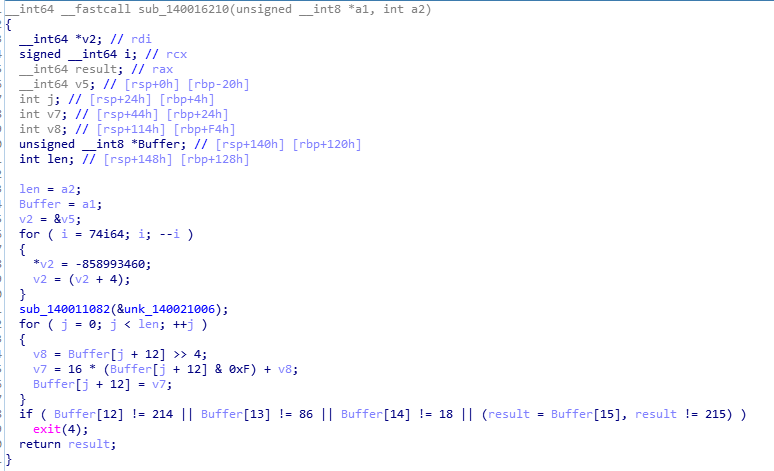 __int64 __fastcall sub_140016210(unsigned __int8 *a1, int a2)
{
__int64 *v2; // rdi
signed __int64 i; // rcx
__int64 result; // rax
__int64 v5; // [rsp+0h] [rbp-20h]
int j; // [rsp+24h] [rbp+4h]
int v7; // [rsp+44h] [rbp+24h]
int v8; // [rsp+114h] [rbp+F4h]
unsigned __int8 *Buffer; // [rsp+140h] [rbp+120h]
int len; // [rsp+148h] [rbp+128h]
len = a2;
Buffer = a1;
v2 = &v5;
for ( i = 74i64; i; --i )
{
*v2 = -858993460;
v2 = (v2 + 4);
}
sub_140011082(&unk_140021006);
for ( j = 0; j < len; ++j )
{
v8 = Buffer[j + 12] >> 4;
v7 = 16 * (Buffer[j + 12] & 0xF) + v8;
Buffer[j + 12] = v7;
}
if ( Buffer[12] != 214 || Buffer[13] != 86 || Buffer[14] != 18 || (result = Buffer[15], result != 215) )
exit(4);
return result;
}